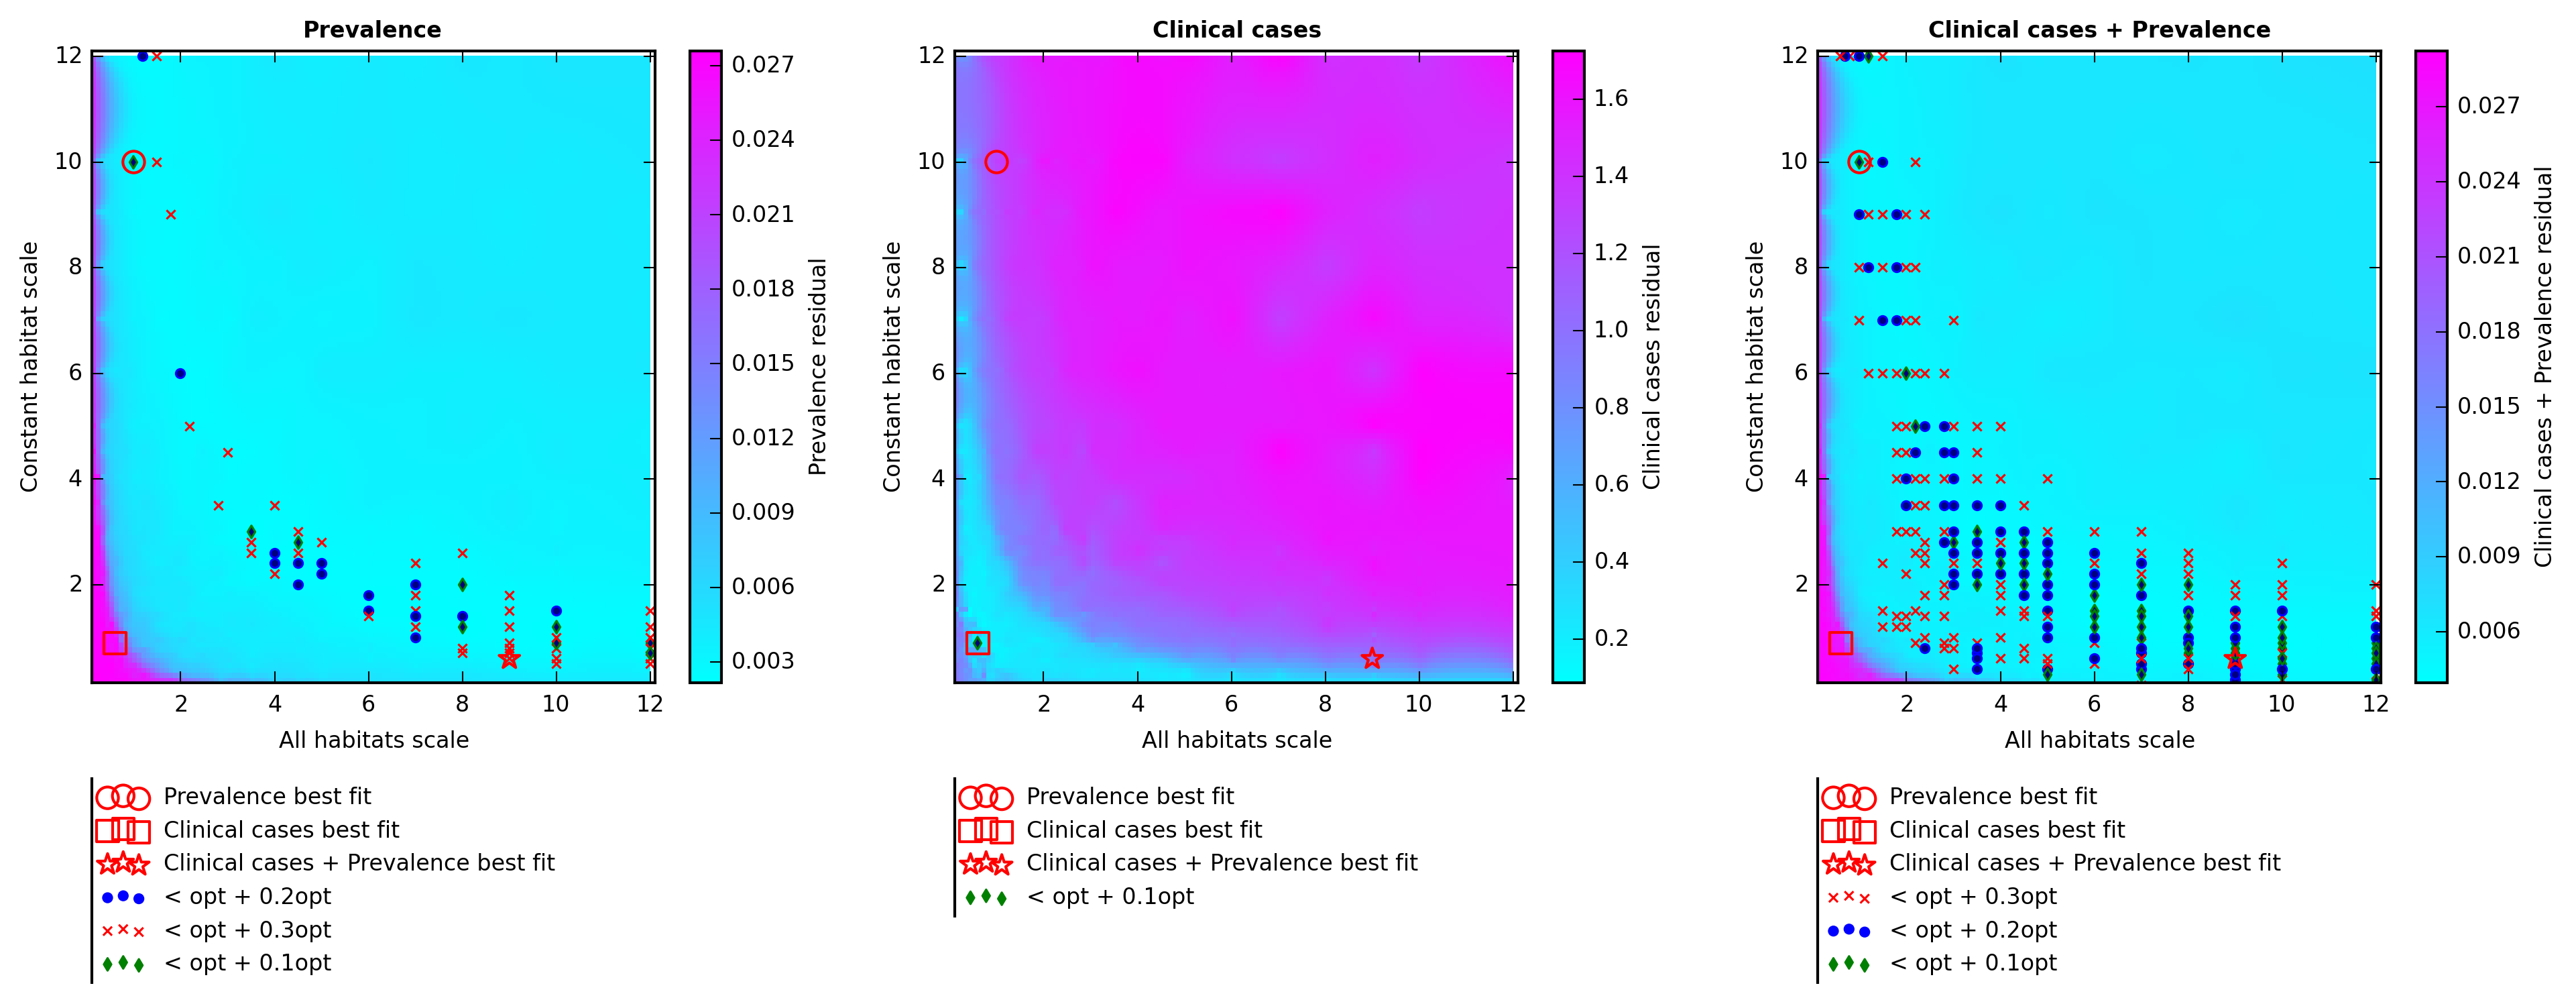 Prevalence
12
10
8
6
4
2
2 4 6 8 10 12
Constant habitat scale
All habitats scale
0.027
0.024
0.021
0.018
0.015
0.012
0.009
0.006
0.003
Prevalence residual
Prevalence best fit
Clinical cases best fit
Clinical cases + Prevalence best fit
< opt + 0.2opt
< opt + 0.3opt
< opt + 0.1opt
Clinical cases
12
10
8
6
4
2
2 4 6 8 10 12
Constant habitat scale
All habitats scale
1.6
1.4
1.2
1.0
0.8
0.6
0.4
0.2
Clinical cases residual
Prevalence best fit
Clinical cases best fit
Clinical cases + Prevalence best fit
< opt + 0.1opt
Clinical cases + Prevalence
12
10
8
6
4
2
2 4 6 8 10 12
Constant habitat scale
All habitats scale
0.027
0.024
0.021
0.018
0.015
0.012
0.009
0.006
Clinical cases + Prevalence residual
Prevalence best fit
Clinical cases best fit
Clinical cases + Prevalence best fit
< opt + 0.3opt
< opt + 0.2opt
< opt + 0.1opt